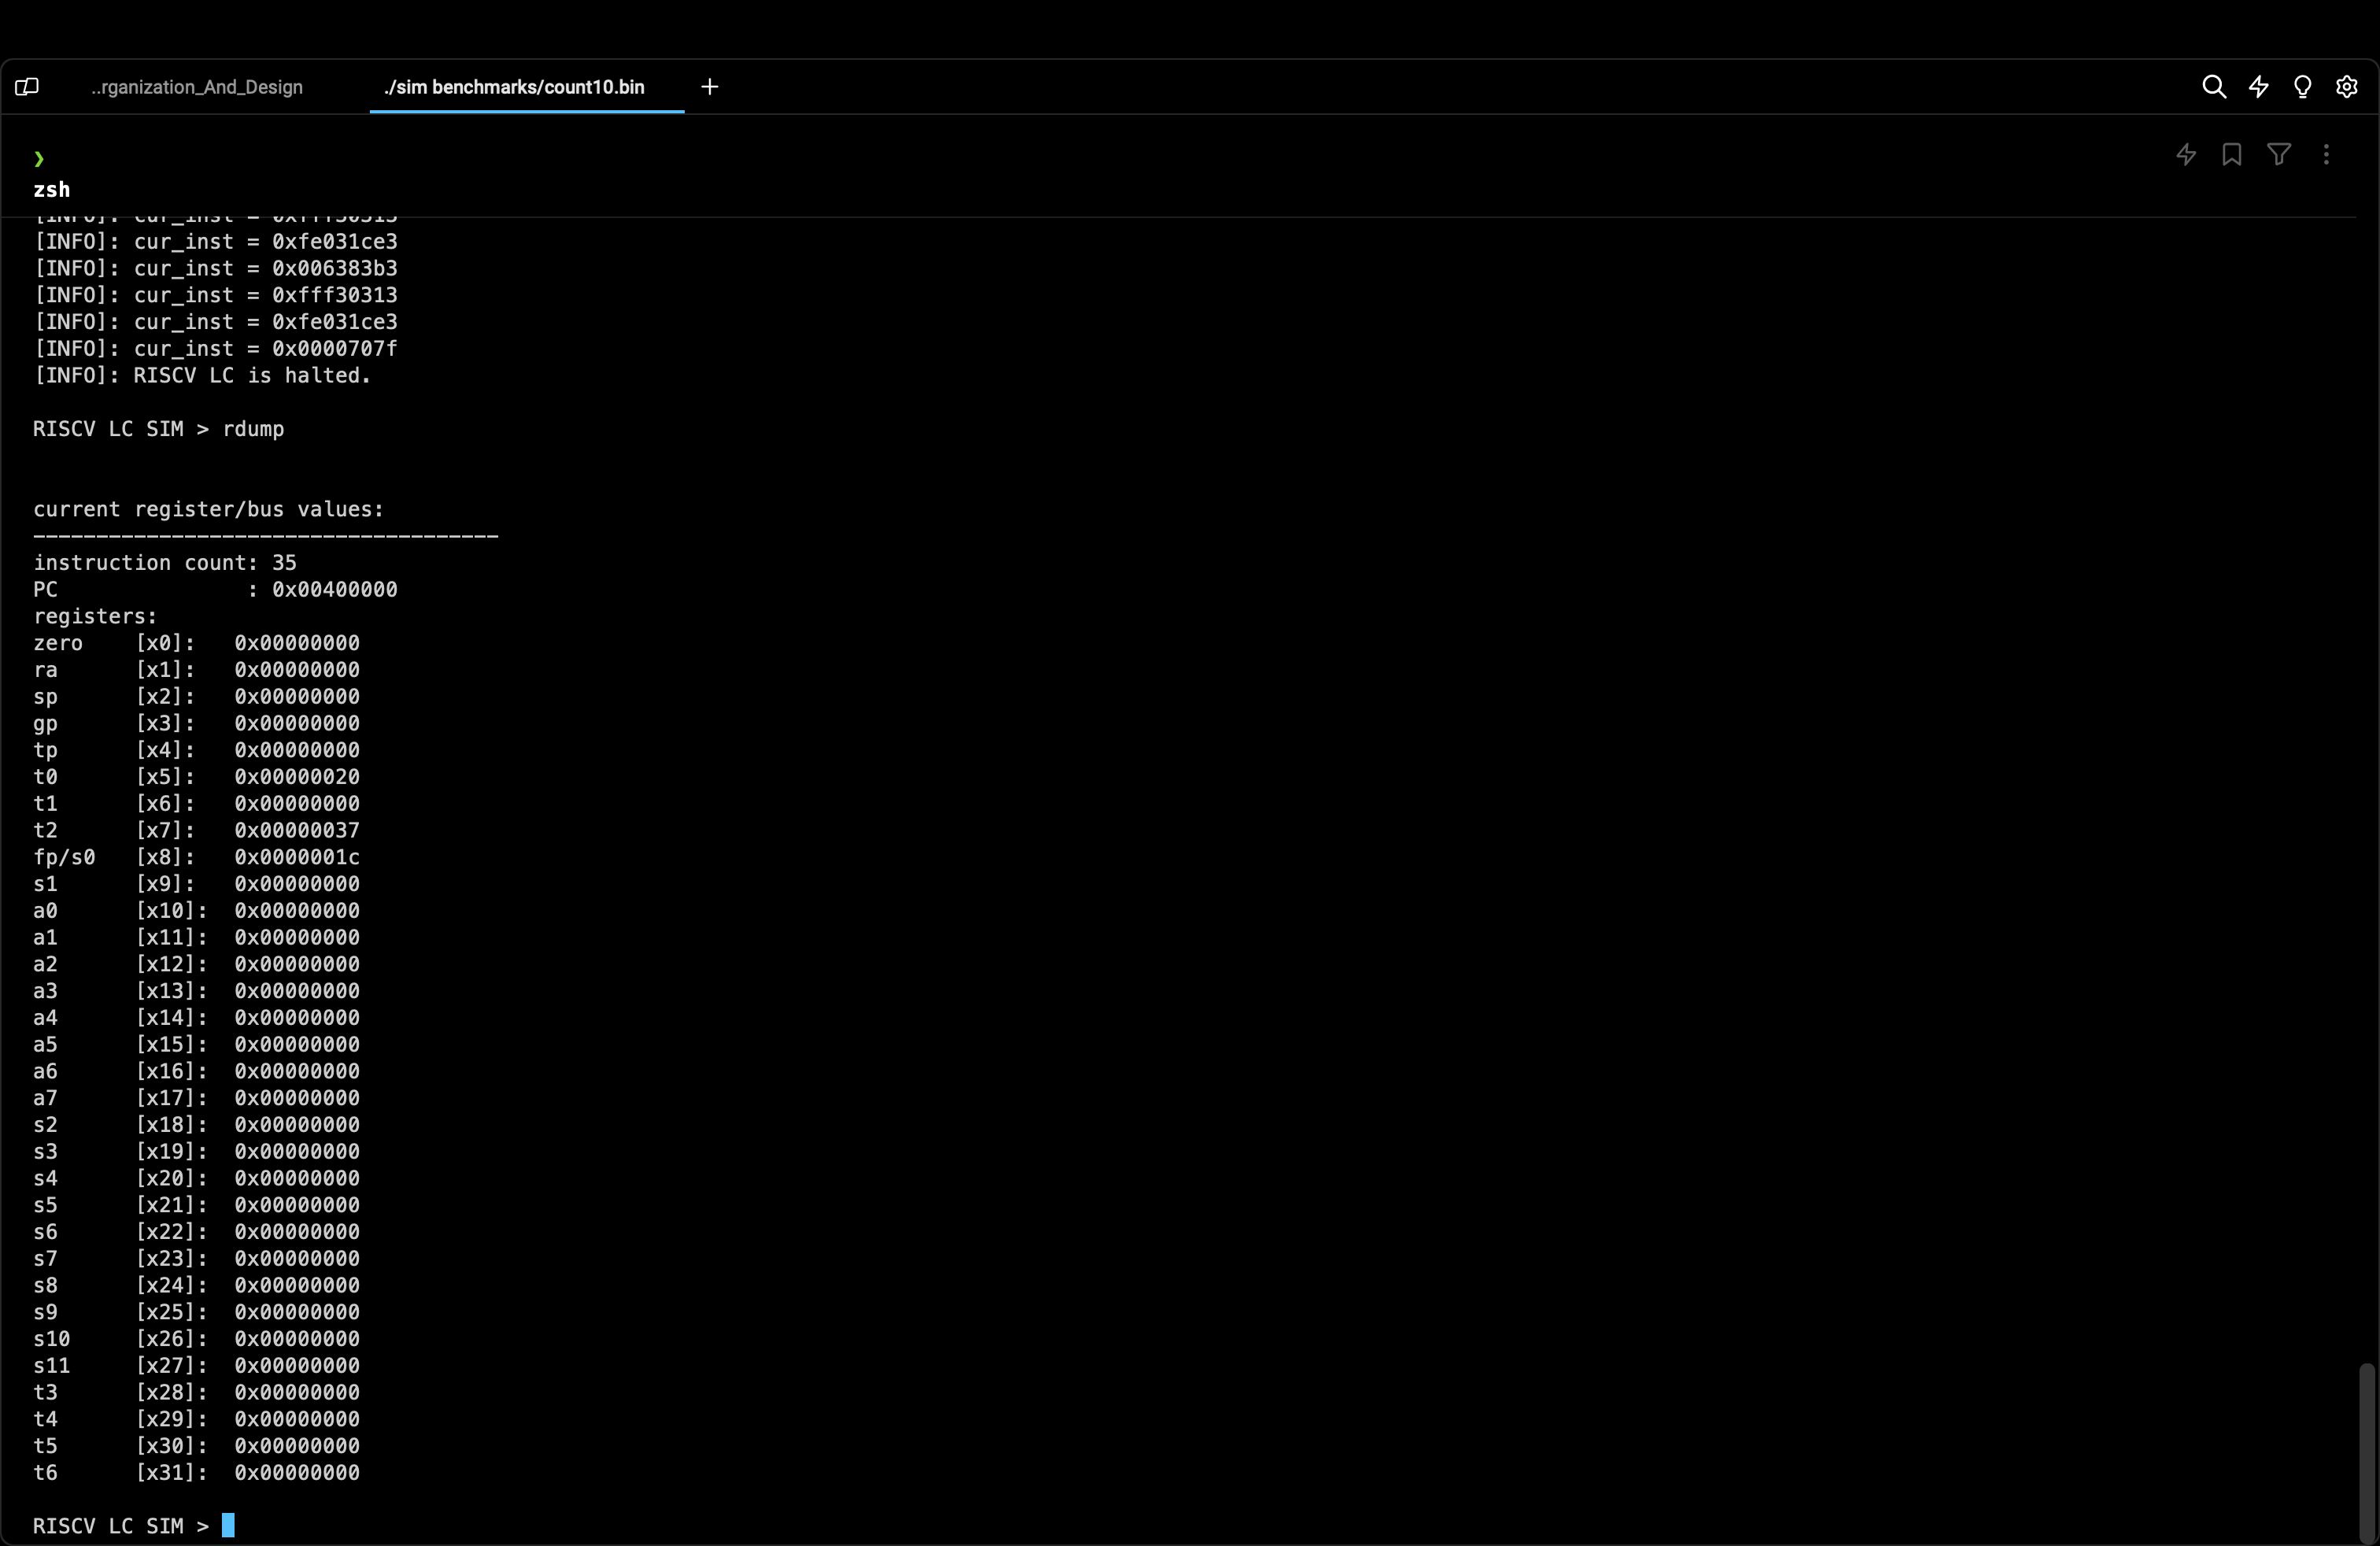 ..rganization_And_Design
./sim benchmarks/count10.bin
+
❯
zsh
[INFO]: cur_inst = 0xfff30313
[INFO]: cur_inst = 0xfe031ce3
[INFO]: cur_inst = 0x006383b3
[INFO]: cur_inst = 0xfff30313
[INFO]: cur_inst = 0xfe031ce3
[INFO]: cur_inst = 0x0000707f
[INFO]: RISCV LC is halted.
RISCV LC SIM > rdump
current register/bus values:
-------------------------------------
instruction count: 35
PC               : 0x00400000
registers:
zero    [x0]:   0x00000000
ra      [x1]:   0x00000000
sp      [x2]:   0x00000000
gp      [x3]:   0x00000000
tp      [x4]:   0x00000000
t0      [x5]:   0x00000020
t1      [x6]:   0x00000000
t2      [x7]:   0x00000037
fp/s0   [x8]:   0x0000001c
s1      [x9]:   0x00000000
a0      [x10]:  0x00000000
a1      [x11]:  0x00000000
a2      [x12]:  0x00000000
a3      [x13]:  0x00000000
a4      [x14]:  0x00000000
a5      [x15]:  0x00000000
a6      [x16]:  0x00000000
a7      [x17]:  0x00000000
s2      [x18]:  0x00000000
s3      [x19]:  0x00000000
s4      [x20]:  0x00000000
s5      [x21]:  0x00000000
s6      [x22]:  0x00000000
s7      [x23]:  0x00000000
s8      [x24]:  0x00000000
s9      [x25]:  0x00000000
s10     [x26]:  0x00000000
s11     [x27]:  0x00000000
t3      [x28]:  0x00000000
t4      [x29]:  0x00000000
t5      [x30]:  0x00000000
t6      [x31]:  0x00000000
RISCV LC SIM >